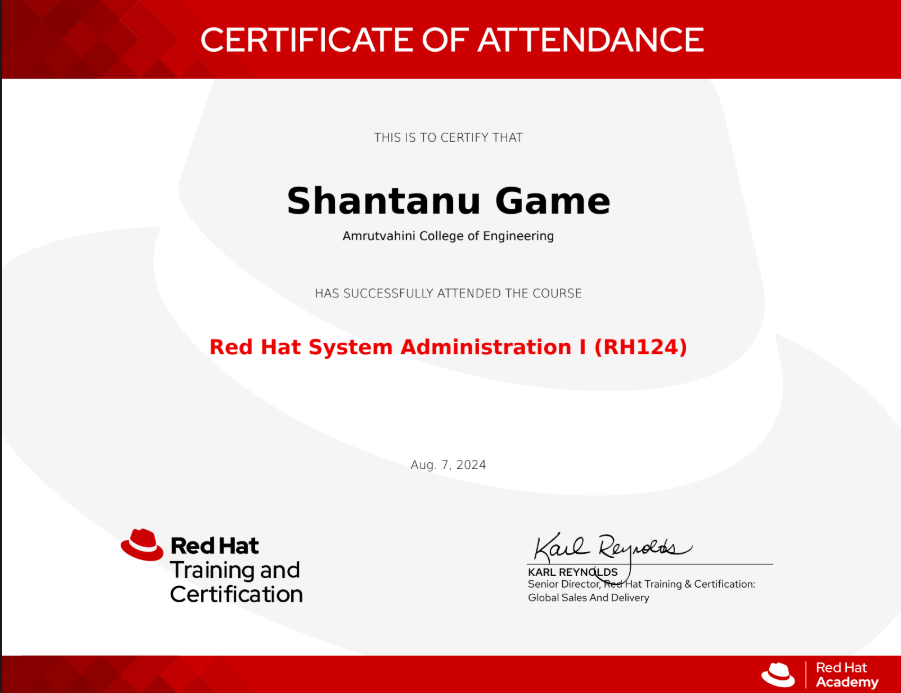 CERTIFICATE OF ATTENDANCE
THIS IS TO CERTIFY THAT
Shantanu Game
Amrutvahini College of Engineering
HAS SUCCESSFULLY ATTENDED THE COURSE
Red Hat System Administration I (RH124)
Aug. 7, 2024
Red Hat
Training and
Certification
Karl Reynolds
KARL REYNOLDS
Senior Director, Red Hat Training & Certification:
Global Sales And Delivery
Red Hat
Academy